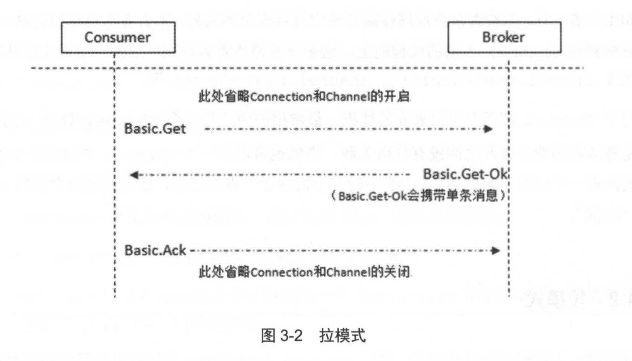 Consumer
Broker
此处省略Connection和Channel的开启
Basic.Get
Basic.Get-Ok
（Basic.Get-Ok会携带单条消息）
Basic.Ack
此处省略Connection和Channel的关闭
图 3-2 拉模式